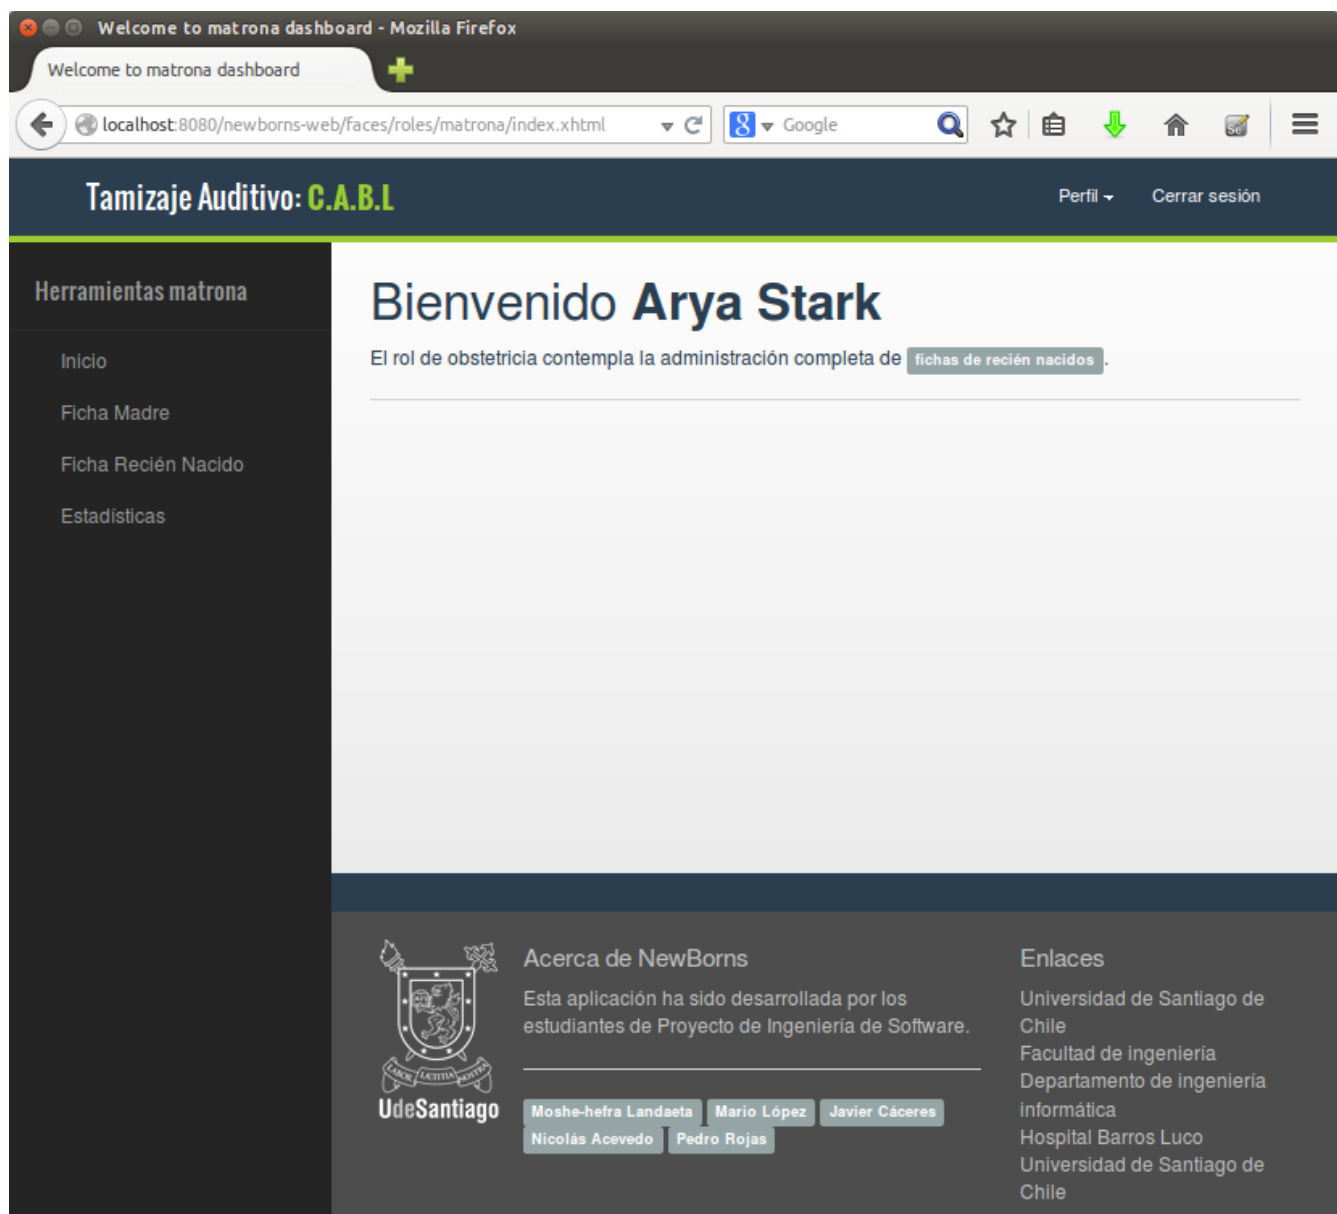 Welcome to matrona dashboard - Mozilla Firefox
Welcome to matrona dashboard
localhost:8080/newborns-web/faces/roles/matrona/index.xhtml
8
Google
Se
Tamizaje Auditivo: C.A.B.L
Perfil
Cerrar sesión
Herramientas matrona
Inicio
Ficha Madre
Ficha Recién Nacido
Estadísticas
Bienvenido Arya Stark
El rol de obstetricia contempla la administración completa de fichas de recién nacidos.
LABOR LÆTITIA NOSTRA
UdeSantiago
Acerca de NewBorns
Esta aplicación ha sido desarrollada por los
estudiantes de Proyecto de Ingeniería de Software.
Moshe-hefra Landaeta Mario López Javier Cáceres
Nicolás Acevedo Pedro Rojas
Enlaces
Universidad de Santiago de
Chile
Facultad de ingeniería
Departamento de ingeniería
informática
Hospital Barros Luco
Universidad de Santiago de
Chile